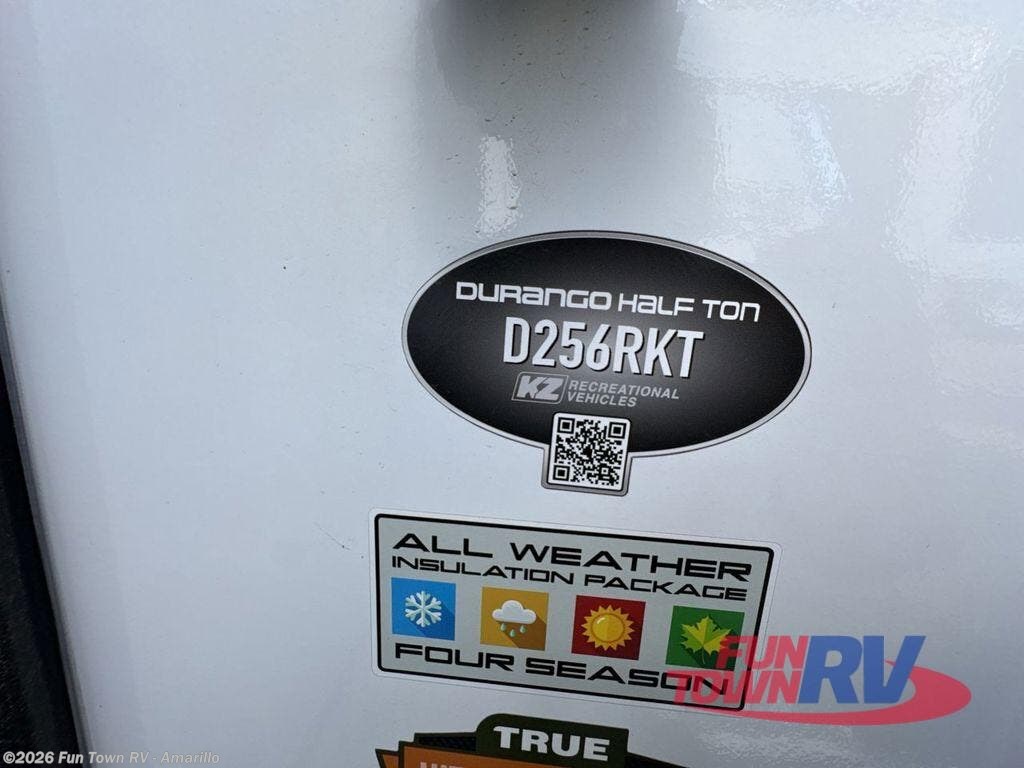 DURANGO HALF TON
D256RKT
KZ RECREATIONAL
VEHICLES
ALL WEATHER
INSULATION PACKAGE
FOUR SEASON
FUN
TOWN RV
TRUE
©2026 Fun Town RV - Amarillo